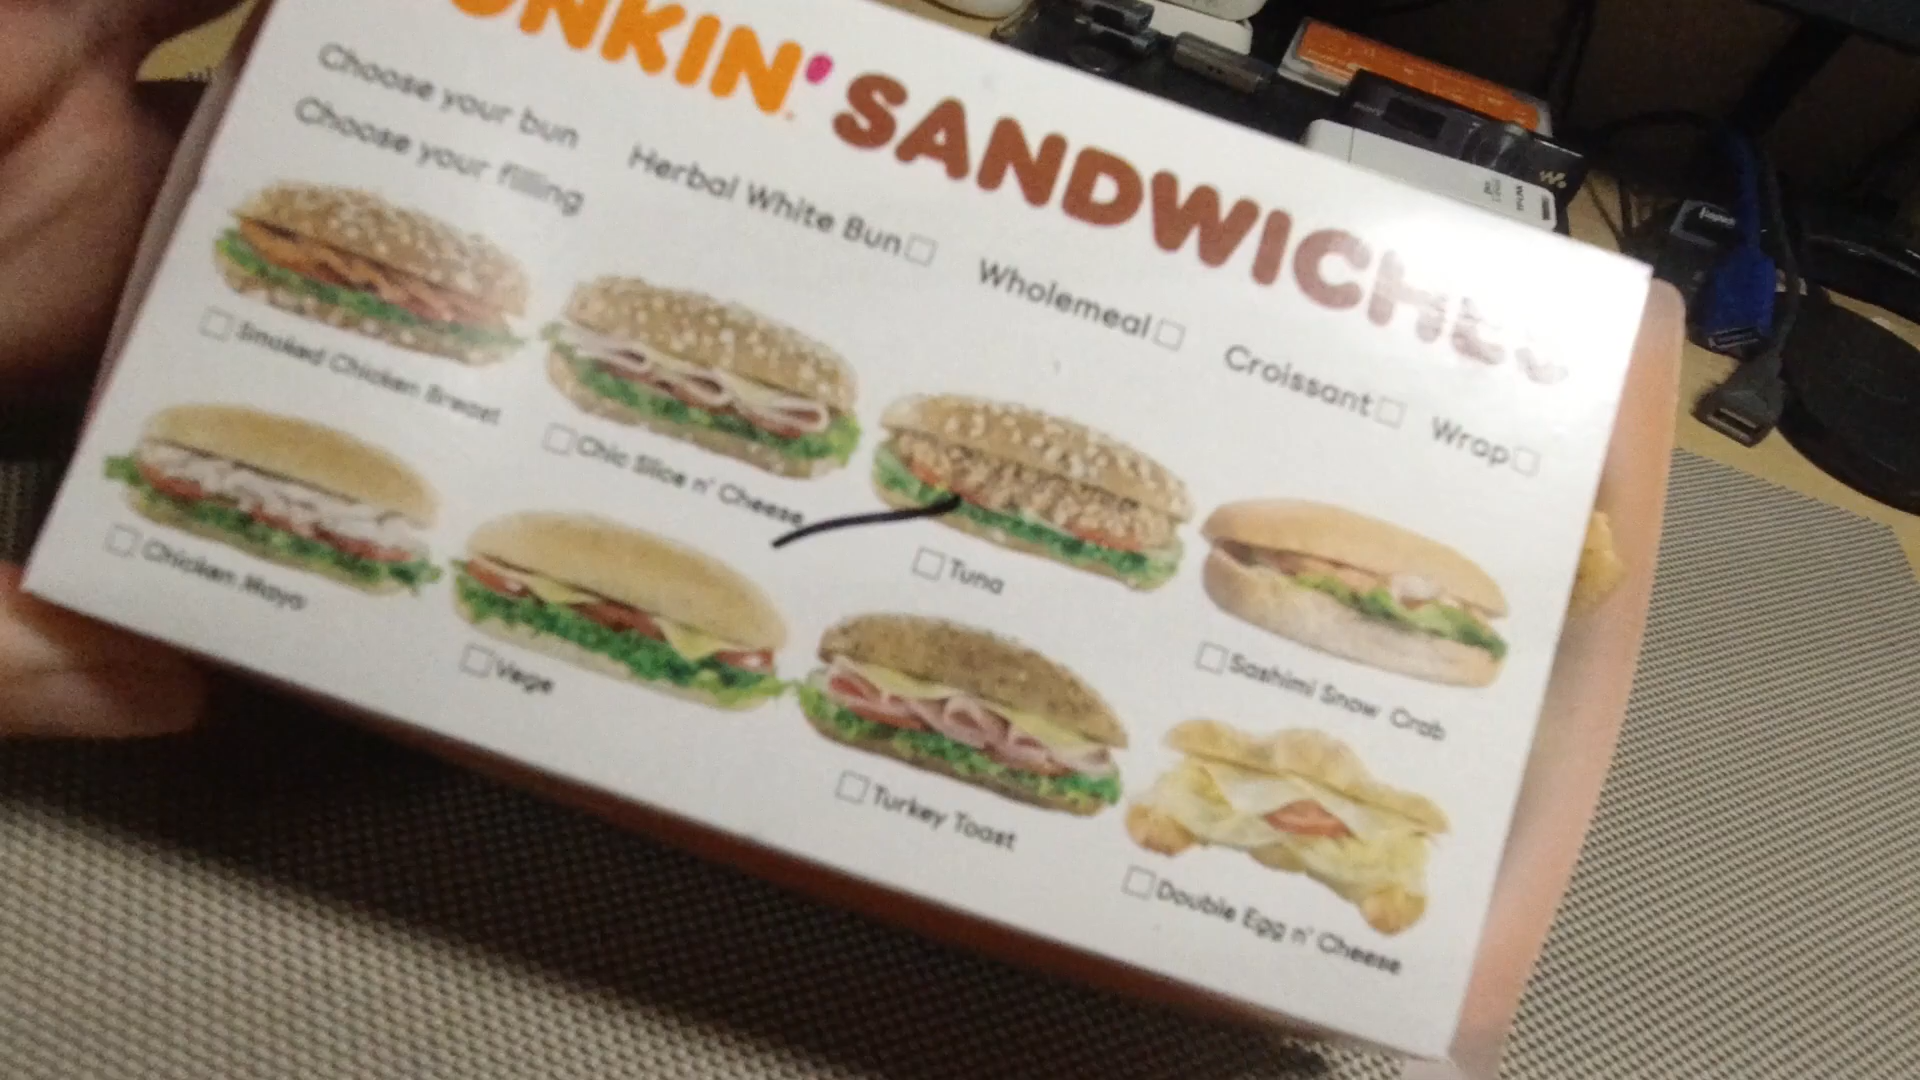 UNKIN' SANDWICHES
Choose your bun
Herbal White Bun
Wholemeal
Croissant
Wrap
Choose your filling
Smoked Chicken Breast
Chic Slice n' Cheese
Tuna
Sashimi Snow Crab
Chicken Mayo
Vege
Turkey Toast
Double Egg n' Cheese